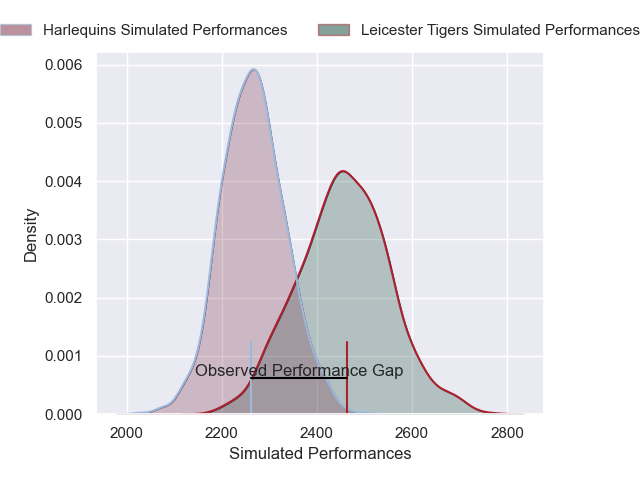 Harlequins Simulated Performances
Leicester Tigers Simulated Performances
0.006
0.005
0.004
0.003
0.002
0.001
0.000
Density
Observed Performance Gap
2000
2200
2400
2600
2800
Simulated Performances